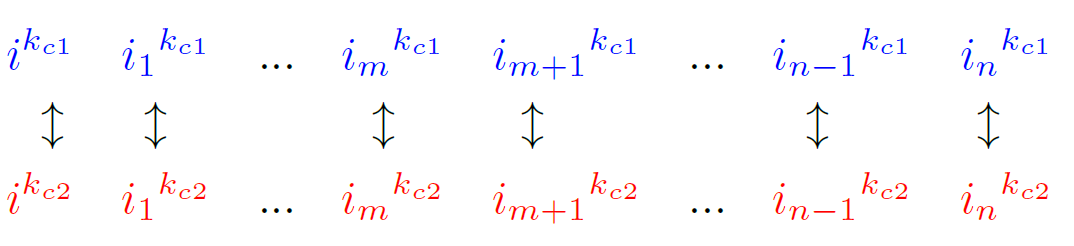 i^{k_{c1}} i_1^{k_{c1}} ... i_m^{k_{c1}} i_{m+1}^{k_{c1}} ... i_{n-1}^{k_{c1}} i_n^{k_{c1}}
↕ ↕ ↕ ↕ ↕ ↕
i^{k_{c2}} i_1^{k_{c2}} ... i_m^{k_{c2}} i_{m+1}^{k_{c2}} ... i_{n-1}^{k_{c2}} i_n^{k_{c2}}